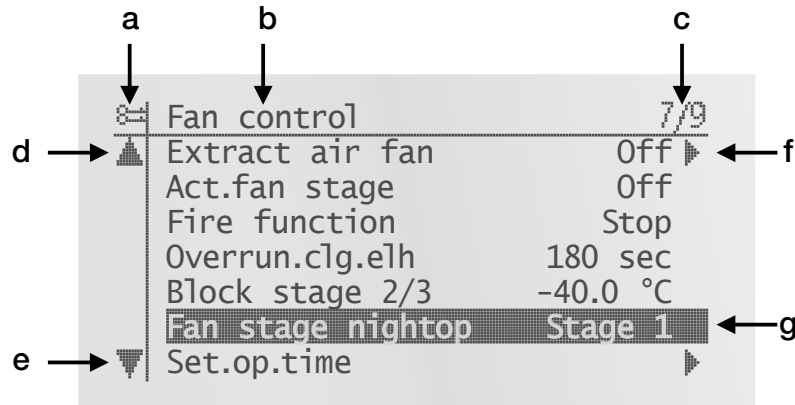 a b c
Fan control 7/9
d Extract air fan Off f
Act.fan stage Off
Fire function Stop
Overrun.clg.elh 180 sec
Block stage 2/3 -40.0 °C
Fan stage nightop Stage 1 g
e Set.op.time